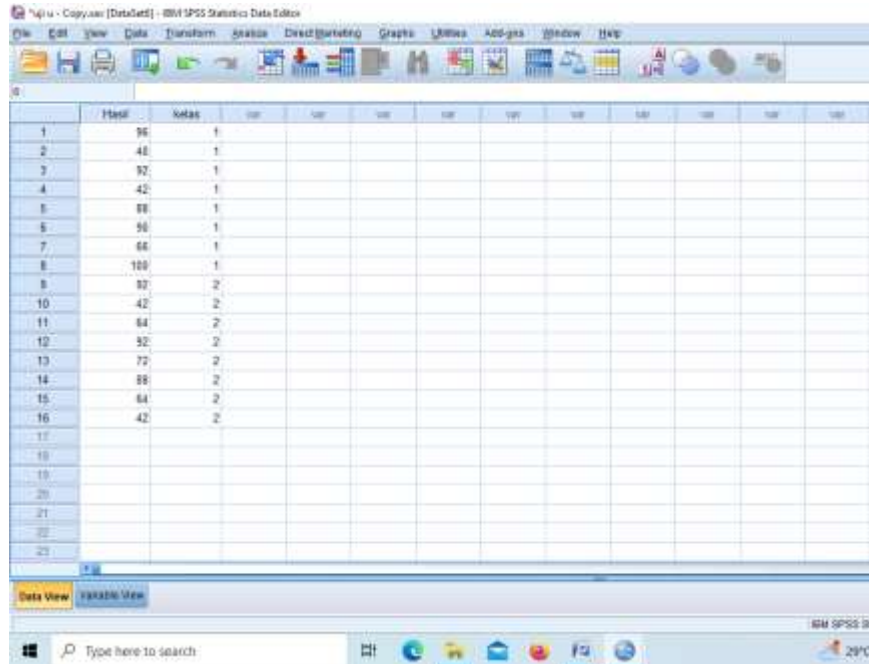 *uji u - Copy.sav [DataSet5] - IBM SPSS Statistics Data Editor
File Edit View Data Transform Analyze Direct Marketing Graphs Utilities Add-ons Window Help
Hasil kelas var var var var var var var var var
1 96 1
2 1
3 92 1
4 42 1
5 88 1
6 1
7 66 1
8 100 1
9 92 2
10 42 2
11 64 2
12 92 2
13 72 2
14 88 2
15 64 2
16 42 2
17
18
19
20
21
22
23
Data View Variable View
IBM SPSS
Type here to search
29°C